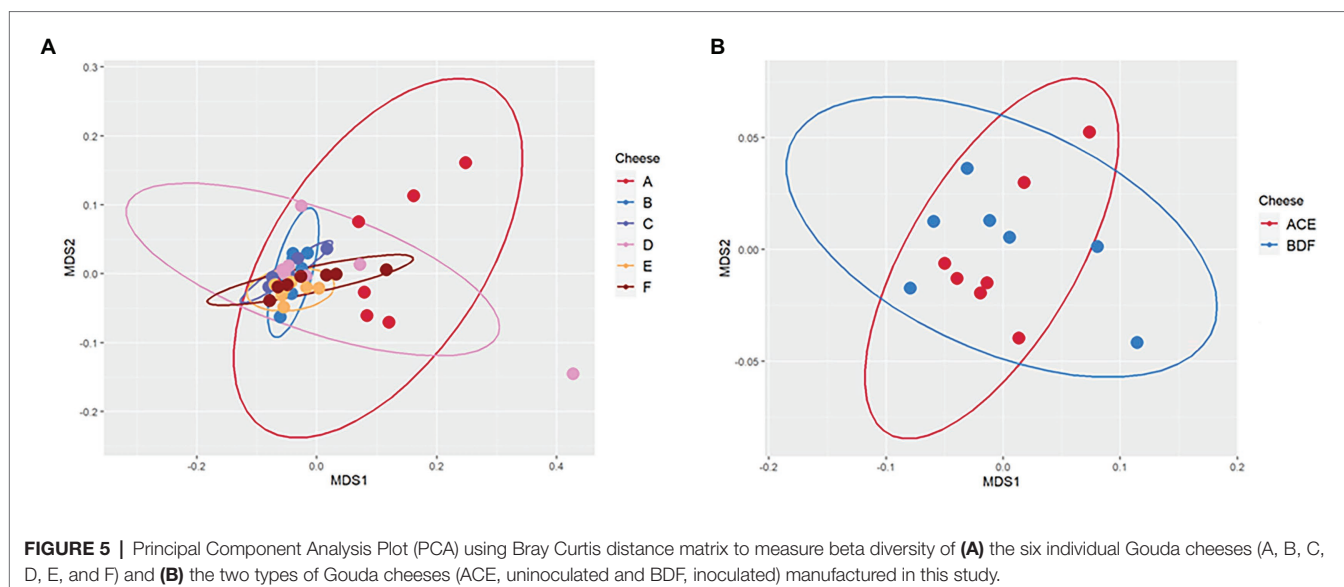 A
0.3
0.2
0.1
0.0
-0.1
-0.2
MDS2
-0.2
0.0
0.2
0.4
MDS1
Cheese
A
B
C
D
E
F
B
0.05
0.00
-0.05
MDS2
-0.2
-0.1
0.0
0.1
0.2
MDS1
Cheese
ACE
BDF
FIGURE 5 | Principal Component Analysis Plot (PCA) using Bray Curtis distance matrix to measure beta diversity of (A) the six individual Gouda cheeses (A, B, C,
D, E, and F) and (B) the two types of Gouda cheeses (ACE, uninoculated and BDF, inoculated) manufactured in this study.